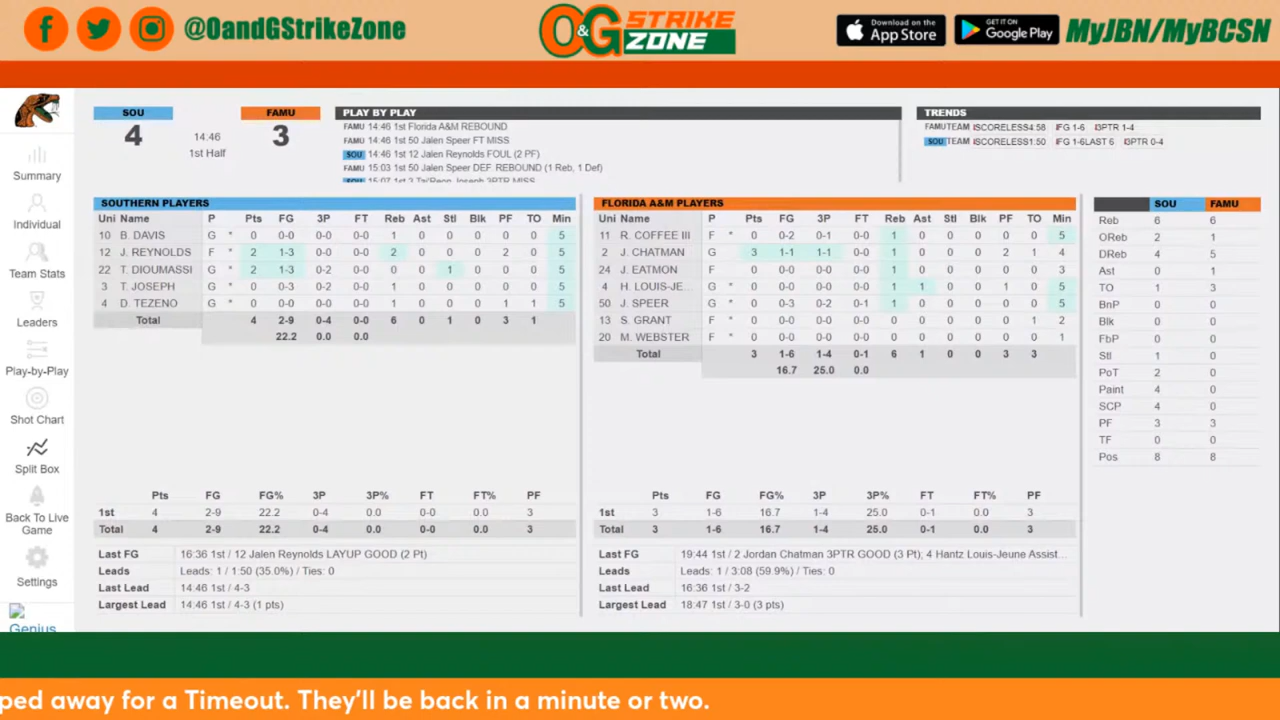 @OandGStrikeZone
O&G STRIKE ZONE
Download on the App Store
GET IT ON Google Play
MyJBN/MyBCSN
SOU
4
14:46
1st Half
FAMU
3
PLAY BY PLAY
FAMU 14:46 1st Florida A&M REBOUND
FAMU 14:46 1st 50 Jalen Speer FT MISS
SOU 14:46 1st 12 Jalen Reynolds FOUL (2 PF)
FAMU 15:03 1st 50 Jalen Speer DEF. REBOUND (1 Reb, 1 Def)
SOU 15:07 1st 3 Tai'Reon Joseph 3PTR MISS
TRENDS
FAMU TEAM SCORELESS 4:58 FG 1-6 3PTR 1-4
SOU TEAM SCORELESS 1:50 FG 1-6 LAST 6 3PTR 0-4
Summary
Individual
Team Stats
Leaders
Play-by-Play
Shot Chart
Split Box
Back To Live
Game
Settings
Genius
SOUTHERN PLAYERS
Uni Name P Pts FG 3P FT Reb Ast Stl Blk PF TO Min
10 B. DAVIS G * 0 0-0 0-0 0-0 1 0 0 0 0 0 5
12 J. REYNOLDS F * 2 1-3 0-0 0-0 2 0 0 0 2 0 5
22 T. DIOUMASSI G * 2 1-3 0-2 0-0 0 0 1 0 0 0 5
3 T. JOSEPH G * 0 0-3 0-2 0-0 1 0 0 0 0 0 5
4 D. TEZENO G * 0 0-0 0-0 0-0 1 0 0 0 1 1 5
Total 4 2-9 0-4 0-0 6 0 1 0 3 1
22.2 0.0 0.0
Pts FG FG% 3P 3P% FT FT% PF
1st 4 2-9 22.2 0-4 0.0 0-0 0.0 3
Total 4 2-9 22.2 0-4 0.0 0-0 0.0 3
Last FG 16:36 1st / 12 Jalen Reynolds LAYUP GOOD (2 Pt)
Leads Leads: 1 / 1:50 (35.0%) / Ties: 0
Last Lead 14:46 1st / 4-3
Largest Lead 14:46 1st / 4-3 (1 pts)
FLORIDA A&M PLAYERS
Uni Name P Pts FG 3P FT Reb Ast Stl Blk PF TO Min
11 R. COFFEE III F * 0 0-2 0-1 0-0 1 0 0 0 0 0 5
2 J. CHATMAN G 3 1-1 1-1 0-0 1 0 0 0 2 1 4
24 J. EATMON F 0 0-0 0-0 0-0 1 0 0 0 0 0 3
4 H. LOUIS-JE... G * 0 0-0 0-0 0-0 1 1 0 0 1 0 5
50 J. SPEER G * 0 0-3 0-2 0-1 1 0 0 0 0 0 5
13 S. GRANT F * 0 0-0 0-0 0-0 0 0 0 0 0 1 2
20 M. WEBSTER F * 0 0-0 0-0 0-0 0 0 0 0 0 0 1
Total 3 1-6 1-4 0-1 6 1 0 0 3 3
16.7 25.0 0.0
Pts FG FG% 3P 3P% FT FT% PF
1st 3 1-6 16.7 1-4 25.0 0-1 0.0 3
Total 3 1-6 16.7 1-4 25.0 0-1 0.0 3
Last FG 19:44 1st / 2 Jordan Chatman 3PTR GOOD (3 Pt); 4 Hantz Louis-Jeune Assist...
Leads Leads: 1 / 3:08 (59.9%) / Ties: 0
Last Lead 16:36 1st / 3-2
Largest Lead 18:47 1st / 3-0 (3 pts)
SOU FAMU
Reb 6 6
OReb 2 1
DReb 4 5
Ast 0 1
TO 1 3
BnP 0 0
Blk 0 0
FbP 0 0
Stl 1 0
PoT 2 0
Paint 4 0
SCP 4 0
PF 3 3
TF 0 0
Pos 8 8
ped away for a Timeout. They'll be back in a minute or two.